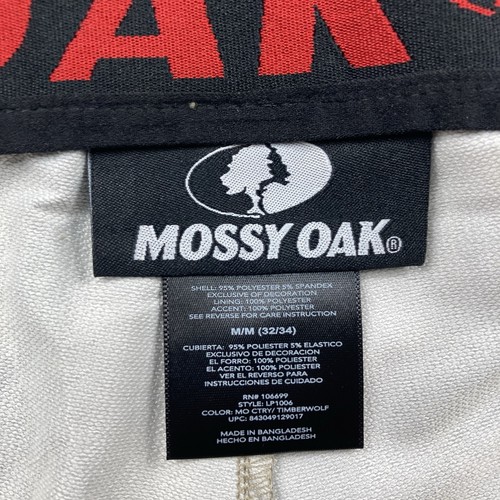 OAK
MOSSY OAK®
SHELL: 95% POLYESTER 5% SPANDEX
EXCLUSIVE OF DECORATION
LINING: 100% POLYESTER
ACCENT: 100% POLYESTER
SEE REVERSE FOR CARE INSTRUCTION
M/M (32/34)
CUBIERTA: 95% POLIESTER 5% ELASTICO
EXCLUSIVO DE DECORACION
EL FORRO: 100% POLIESTER
EL ACENTO: 100% POLIESTER
VER EL REVERSO PARA
INSTRUCCIONES DE CUIDADO
RN# 106699
STYLE: LP1006
COLOR: MO CTRY/ TIMBERWOLF
UPC: 843049129017
MADE IN BANGLADESH
HECHO EN BANGLADESH